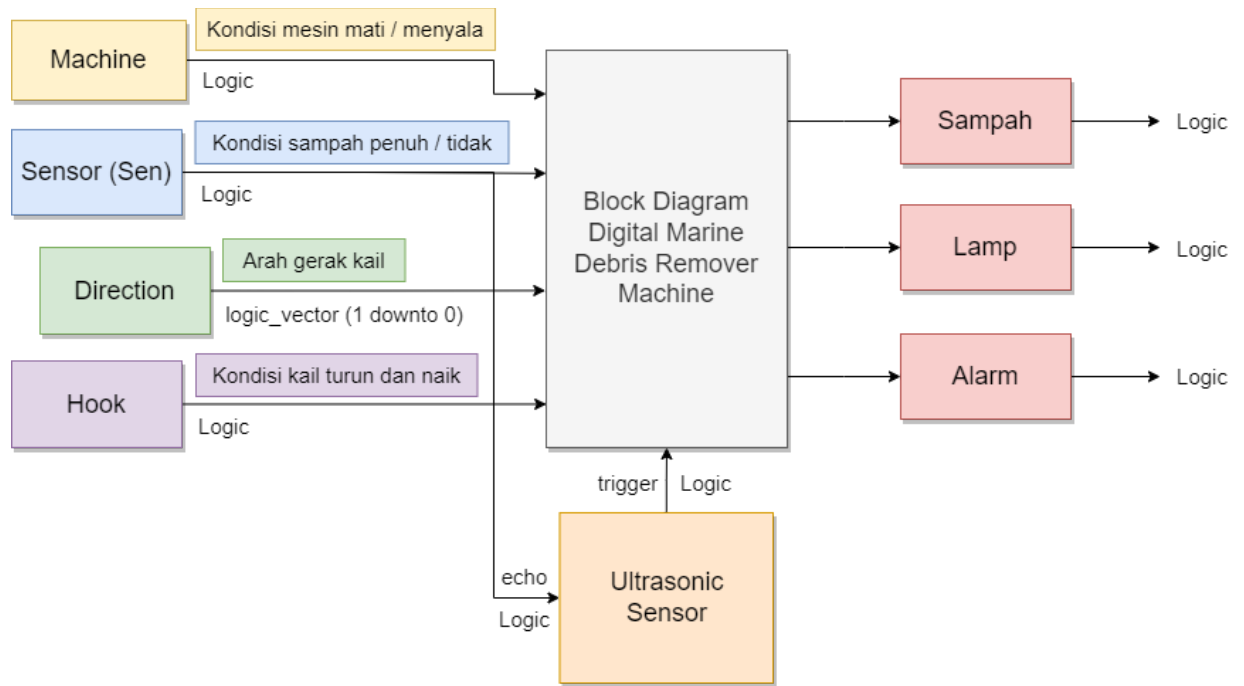 Machine
Kondisi mesin mati / menyala
Logic
Sensor (Sen)
Kondisi sampah penuh / tidak
Logic
Direction
Arah gerak kail
logic_vector (1 downto 0)
Hook
Kondisi kail turun dan naik
Logic
Block Diagram
Digital Marine
Debris Remover
Machine
Sampah
Logic
Lamp
Logic
Alarm
Logic
trigger
Logic
echo
Logic
Ultrasonic
Sensor